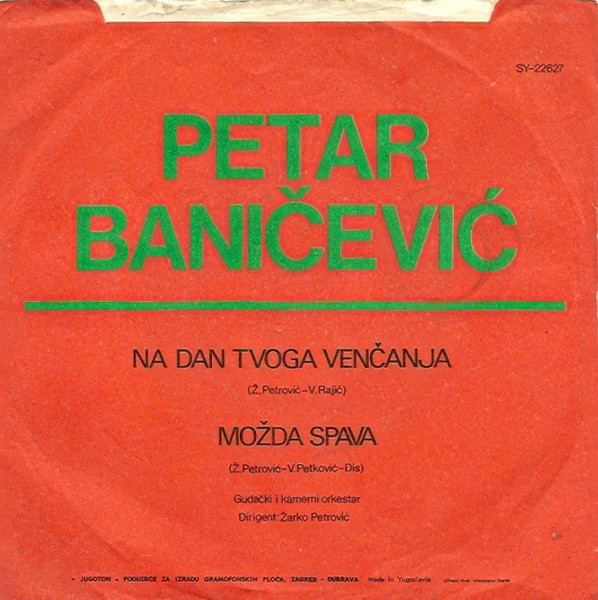 SY-22627
PETAR
BANIČEVIĆ
NA DAN TVOGA VENČANJA
(Ž. Petrović-V. Rajić)
MOŽDA SPAVA
(Ž. Petrović-V. Petković-Dis)
Gudački i kamerni orkestar
Dirigent: Žarko Petrović
- JUGOTON - PODUZEĆE ZA IZRADU GRAMOFONSKIH PLOČA, ZAGREB - DUBRAVA Made in Yugoslavia